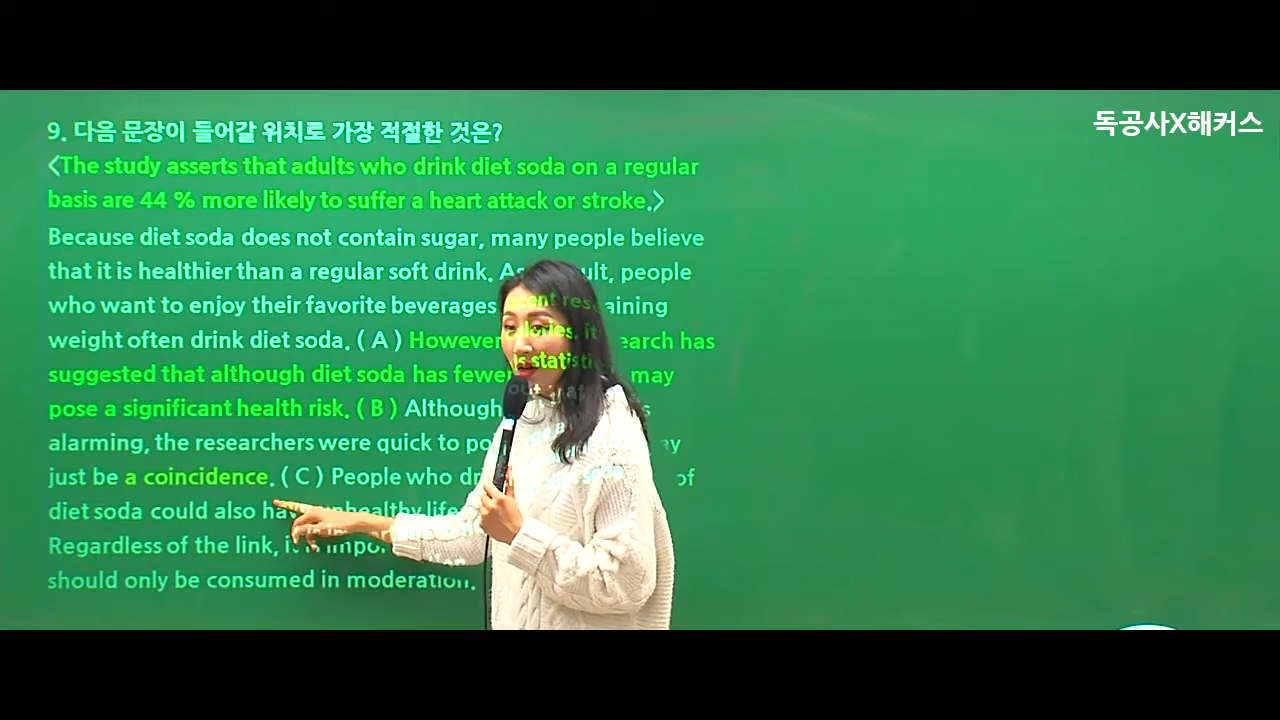 독공사X해커스
9. 다음 문장이 들어갈 위치로 가장 적절한 것은?
<The study asserts that adults who drink diet soda on a regular
basis are 44 % more likely to suffer a heart attack or stroke.>
Because diet soda does not contain sugar, many people believe
that it is healthier than a regular soft drink. people
who want to enjoy their favorite beverages
weight often drink diet soda. ( A ) However has
suggested that although diet soda has fewer may
pose a significant health risk. ( B ) Although
alarming, the researchers were quick to
just be a coincidence. ( C ) People who of
diet soda could also unhealthy
Regardless of the link,
should only be consumed in moderation.